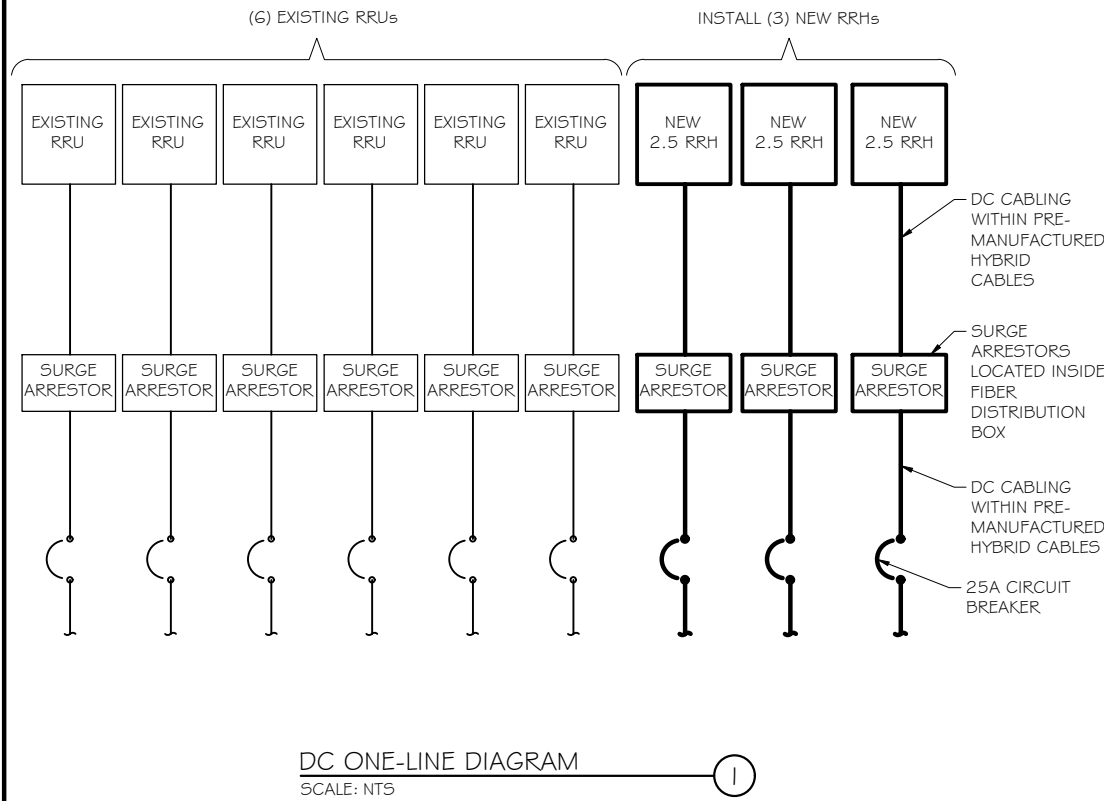 (6) EXISTING RRUs
INSTALL (3) NEW RRHs
EXISTING
RRU
EXISTING
RRU
EXISTING
RRU
EXISTING
RRU
EXISTING
RRU
EXISTING
RRU
NEW
2.5 RRH
NEW
2.5 RRH
NEW
2.5 RRH
DC CABLING
WITHIN PRE-
MANUFACTURED
HYBRID
CABLES
SURGE
ARRESTOR
SURGE
ARRESTOR
SURGE
ARRESTOR
SURGE
ARRESTOR
SURGE
ARRESTOR
SURGE
ARRESTOR
SURGE
ARRESTOR
SURGE
ARRESTOR
SURGE
ARRESTOR
SURGE
ARRESTORS
LOCATED INSIDE
FIBER
DISTRIBUTION
BOX
DC CABLING
WITHIN PRE-
MANUFACTURED
HYBRID CABLES
25A CIRCUIT
BREAKER
DC ONE-LINE DIAGRAM
SCALE: NTS
1